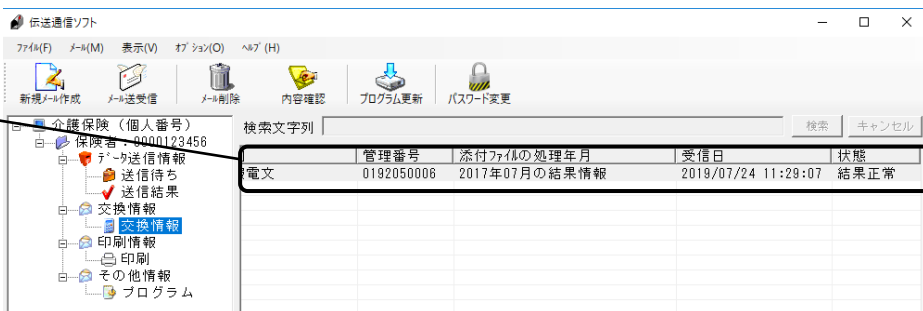 伝送通信ソフト
ﾌｧｲﾙ(F) ﾒｰﾙ(M) 表示(V) ｵﾌﾟｼｮﾝ(O) ﾍﾙﾌﾟ(H)
新規ﾒｰﾙ作成 ﾒｰﾙ送受信 ﾒｰﾙ削除 内容確認 ﾌﾟﾛｸﾞﾗﾑ更新 ﾊﾟｽﾜｰﾄﾞ変更
介護保険（個人番号）
保険者：0000123456
ﾃﾞｰﾀ送信情報
送信待ち
送信結果
交換情報
交換情報
印刷情報
印刷
その他情報
プログラム
検索文字列 検索 キャンセル
管理番号 添付ﾌｧｲﾙの処理年月 受信日 状態
電文 0192050006 2017年07月の結果情報 2019/07/24 11:29:07 結果正常